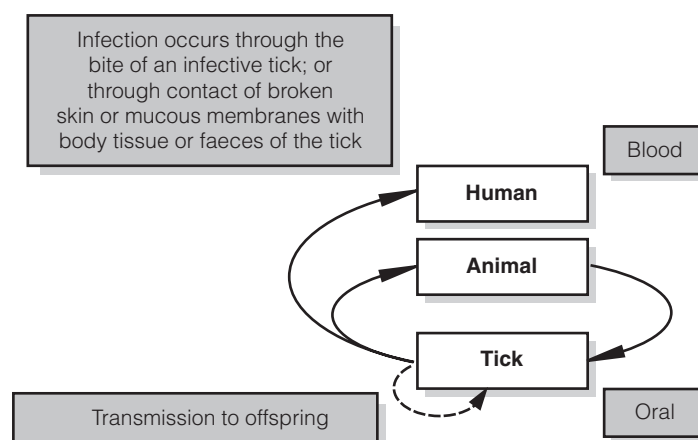 Infection occurs through the
bite of an infective tick; or
through contact of broken
skin or mucous membranes with
body tissue or faeces of the tick
Blood
Human
Animal
Tick
Transmission to offspring
Oral